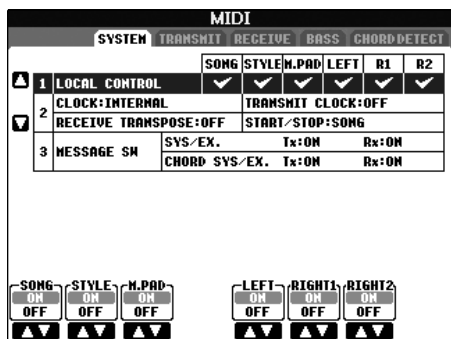 MIDI
SYSTEM TRANSMIT RECEIVE BASS CHORD DETECT
SONG STYLE M.PAD LEFT R1 R2
1 LOCAL CONTROL
2 CLOCK:INTERNAL TRANSMIT CLOCK:OFF
RECEIVE TRANSPOSE:OFF START/STOP:SONG
3 MESSAGE SW SYS/EX. Tx:ON Rx:ON
CHORD SYS/EX. Tx:ON Rx:ON
SONG STYLE M.PAD LEFT RIGHT1 RIGHT2
ON ON ON ON ON ON
OFF OFF OFF OFF OFF OFF